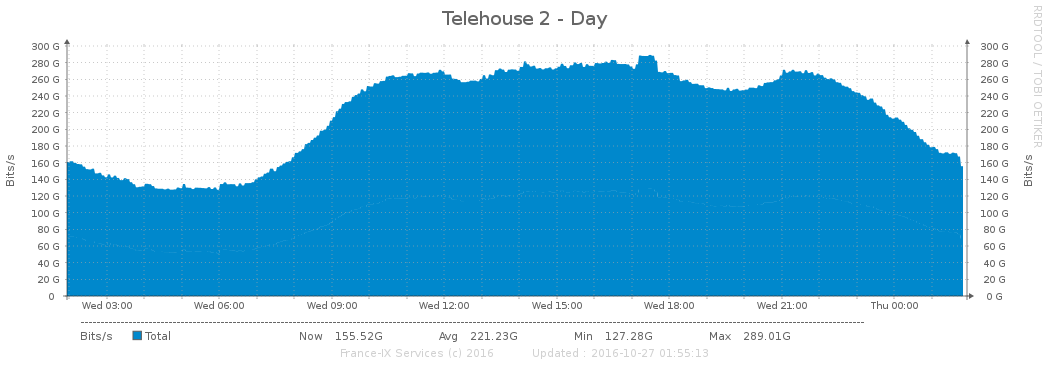 Telehouse 2 - Day
RRDTOOL / TOBI OETIKER
Bits/s
300 G 300 G
280 G 280 G
260 G 260 G
240 G 240 G
220 G 220 G
200 G 200 G
180 G 180 G
160 G 160 G
140 G 140 G
120 G 120 G
100 G 100 G
80 G 80 G
60 G 60 G
40 G 40 G
20 G 20 G
0 0 G
Bits/s
Wed 03:00 Wed 06:00 Wed 09:00 Wed 12:00 Wed 15:00 Wed 18:00 Wed 21:00 Thu 00:00
Bits/s Total Now 155.52G Avg 221.23G Min 127.28G Max 289.01G
France-IX Services (c) 2016 Updated : 2016-10-27 01:55:13